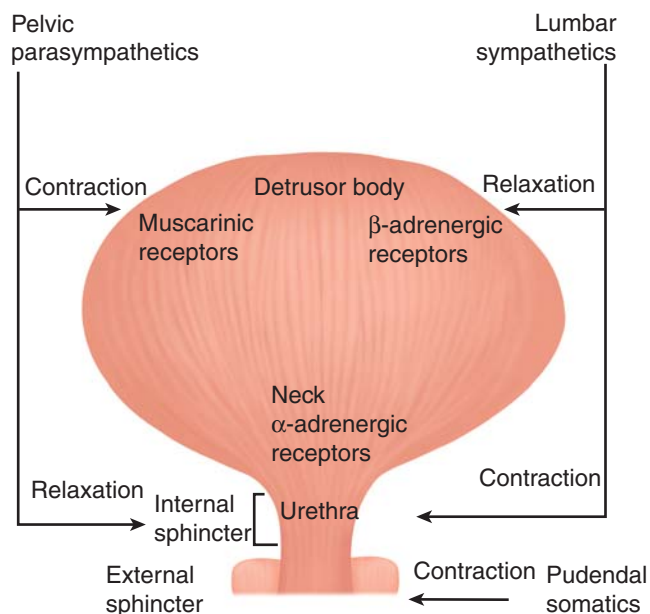 Pelvic
parasympathetics
Lumbar
sympathetics
Contraction
Detrusor body
Relaxation
Muscarinic
receptors
β-adrenergic
receptors
Neck
α-adrenergic
receptors
Relaxation
Internal
sphincter
Urethra
Contraction
External
sphincter
Contraction
Pudendal
somatics